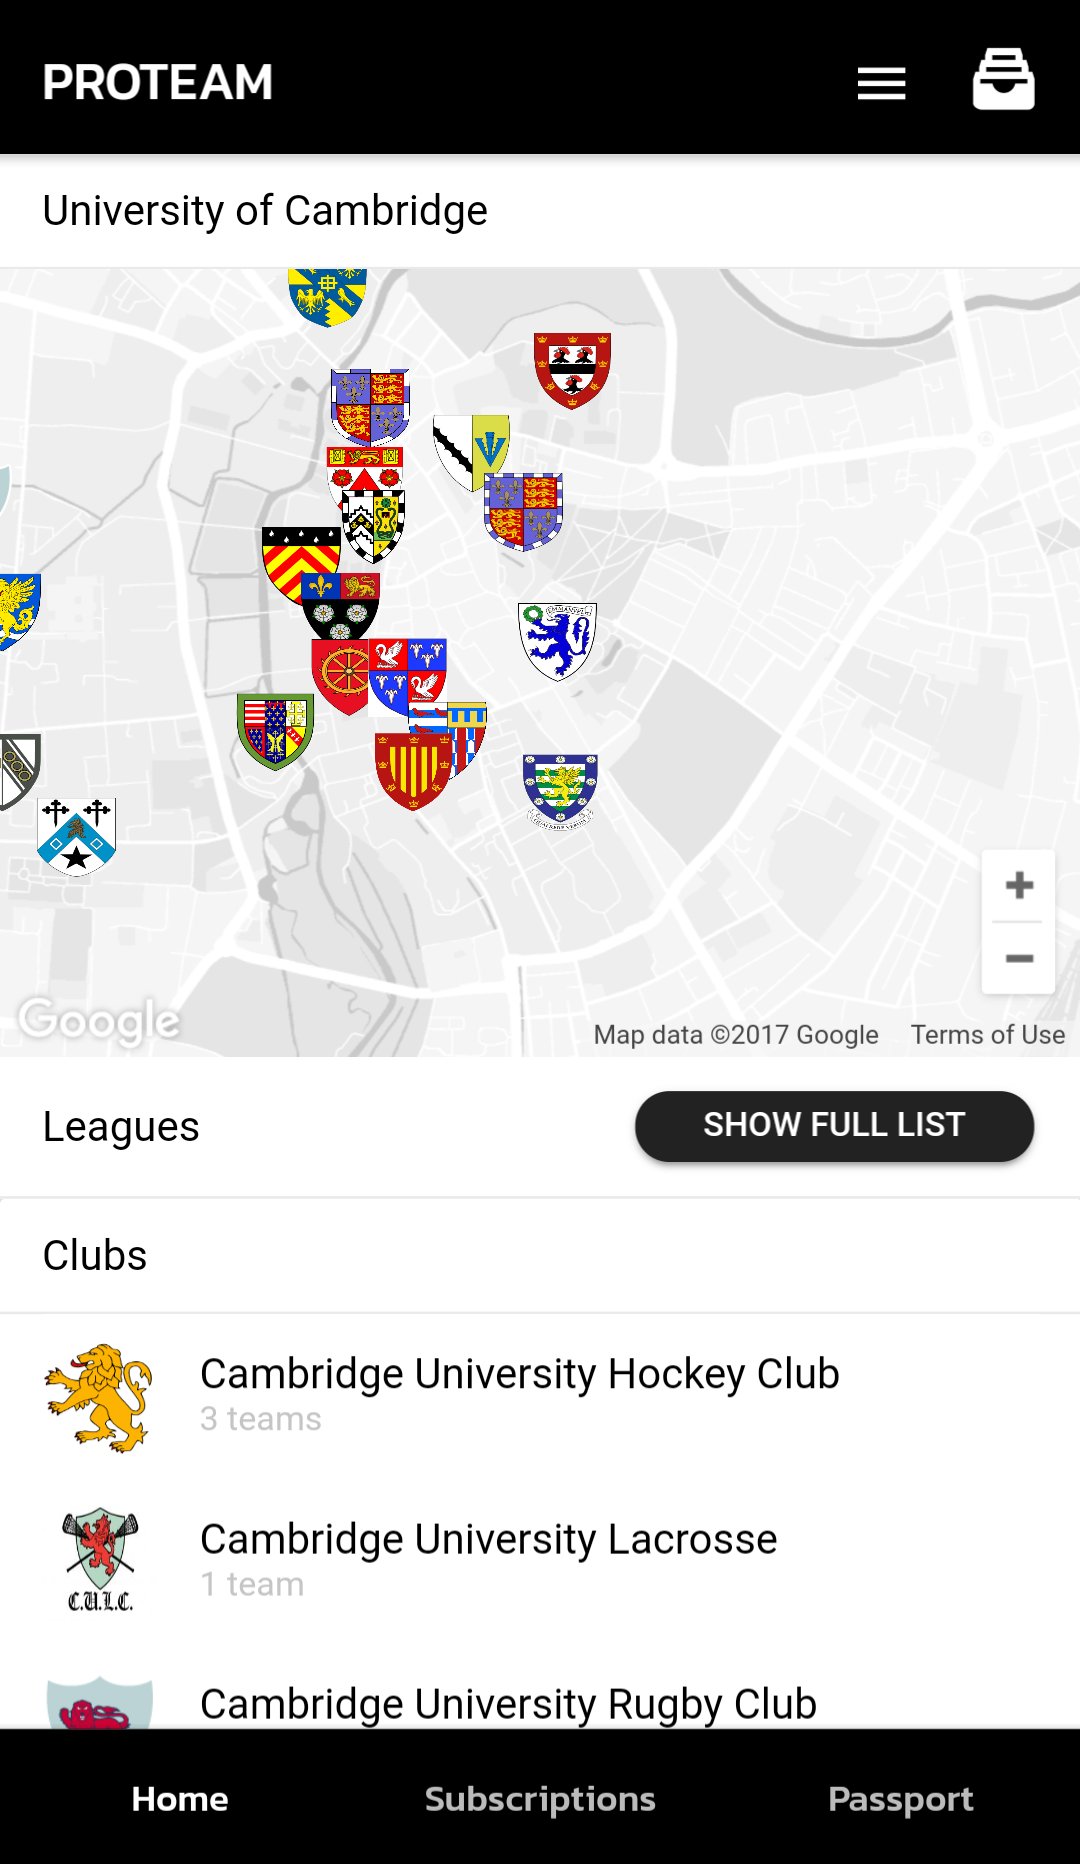 PROTEAM
University of Cambridge
Google
Map data ©2017 Google
Terms of Use
Leagues
SHOW FULL LIST
Clubs
Cambridge University Hockey Club
3 teams
C.U.L.C.
Cambridge University Lacrosse
1 team
Cambridge University Rugby Club
Home
Subscriptions
Passport